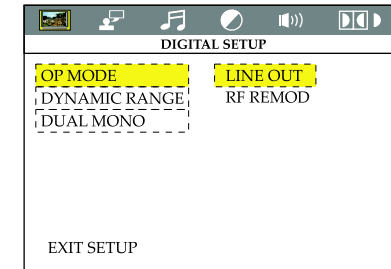 DIGITAL SETUP
OP MODE LINE OUT
DYNAMIC RANGE RF REMOD
DUAL MONO
EXIT SETUP